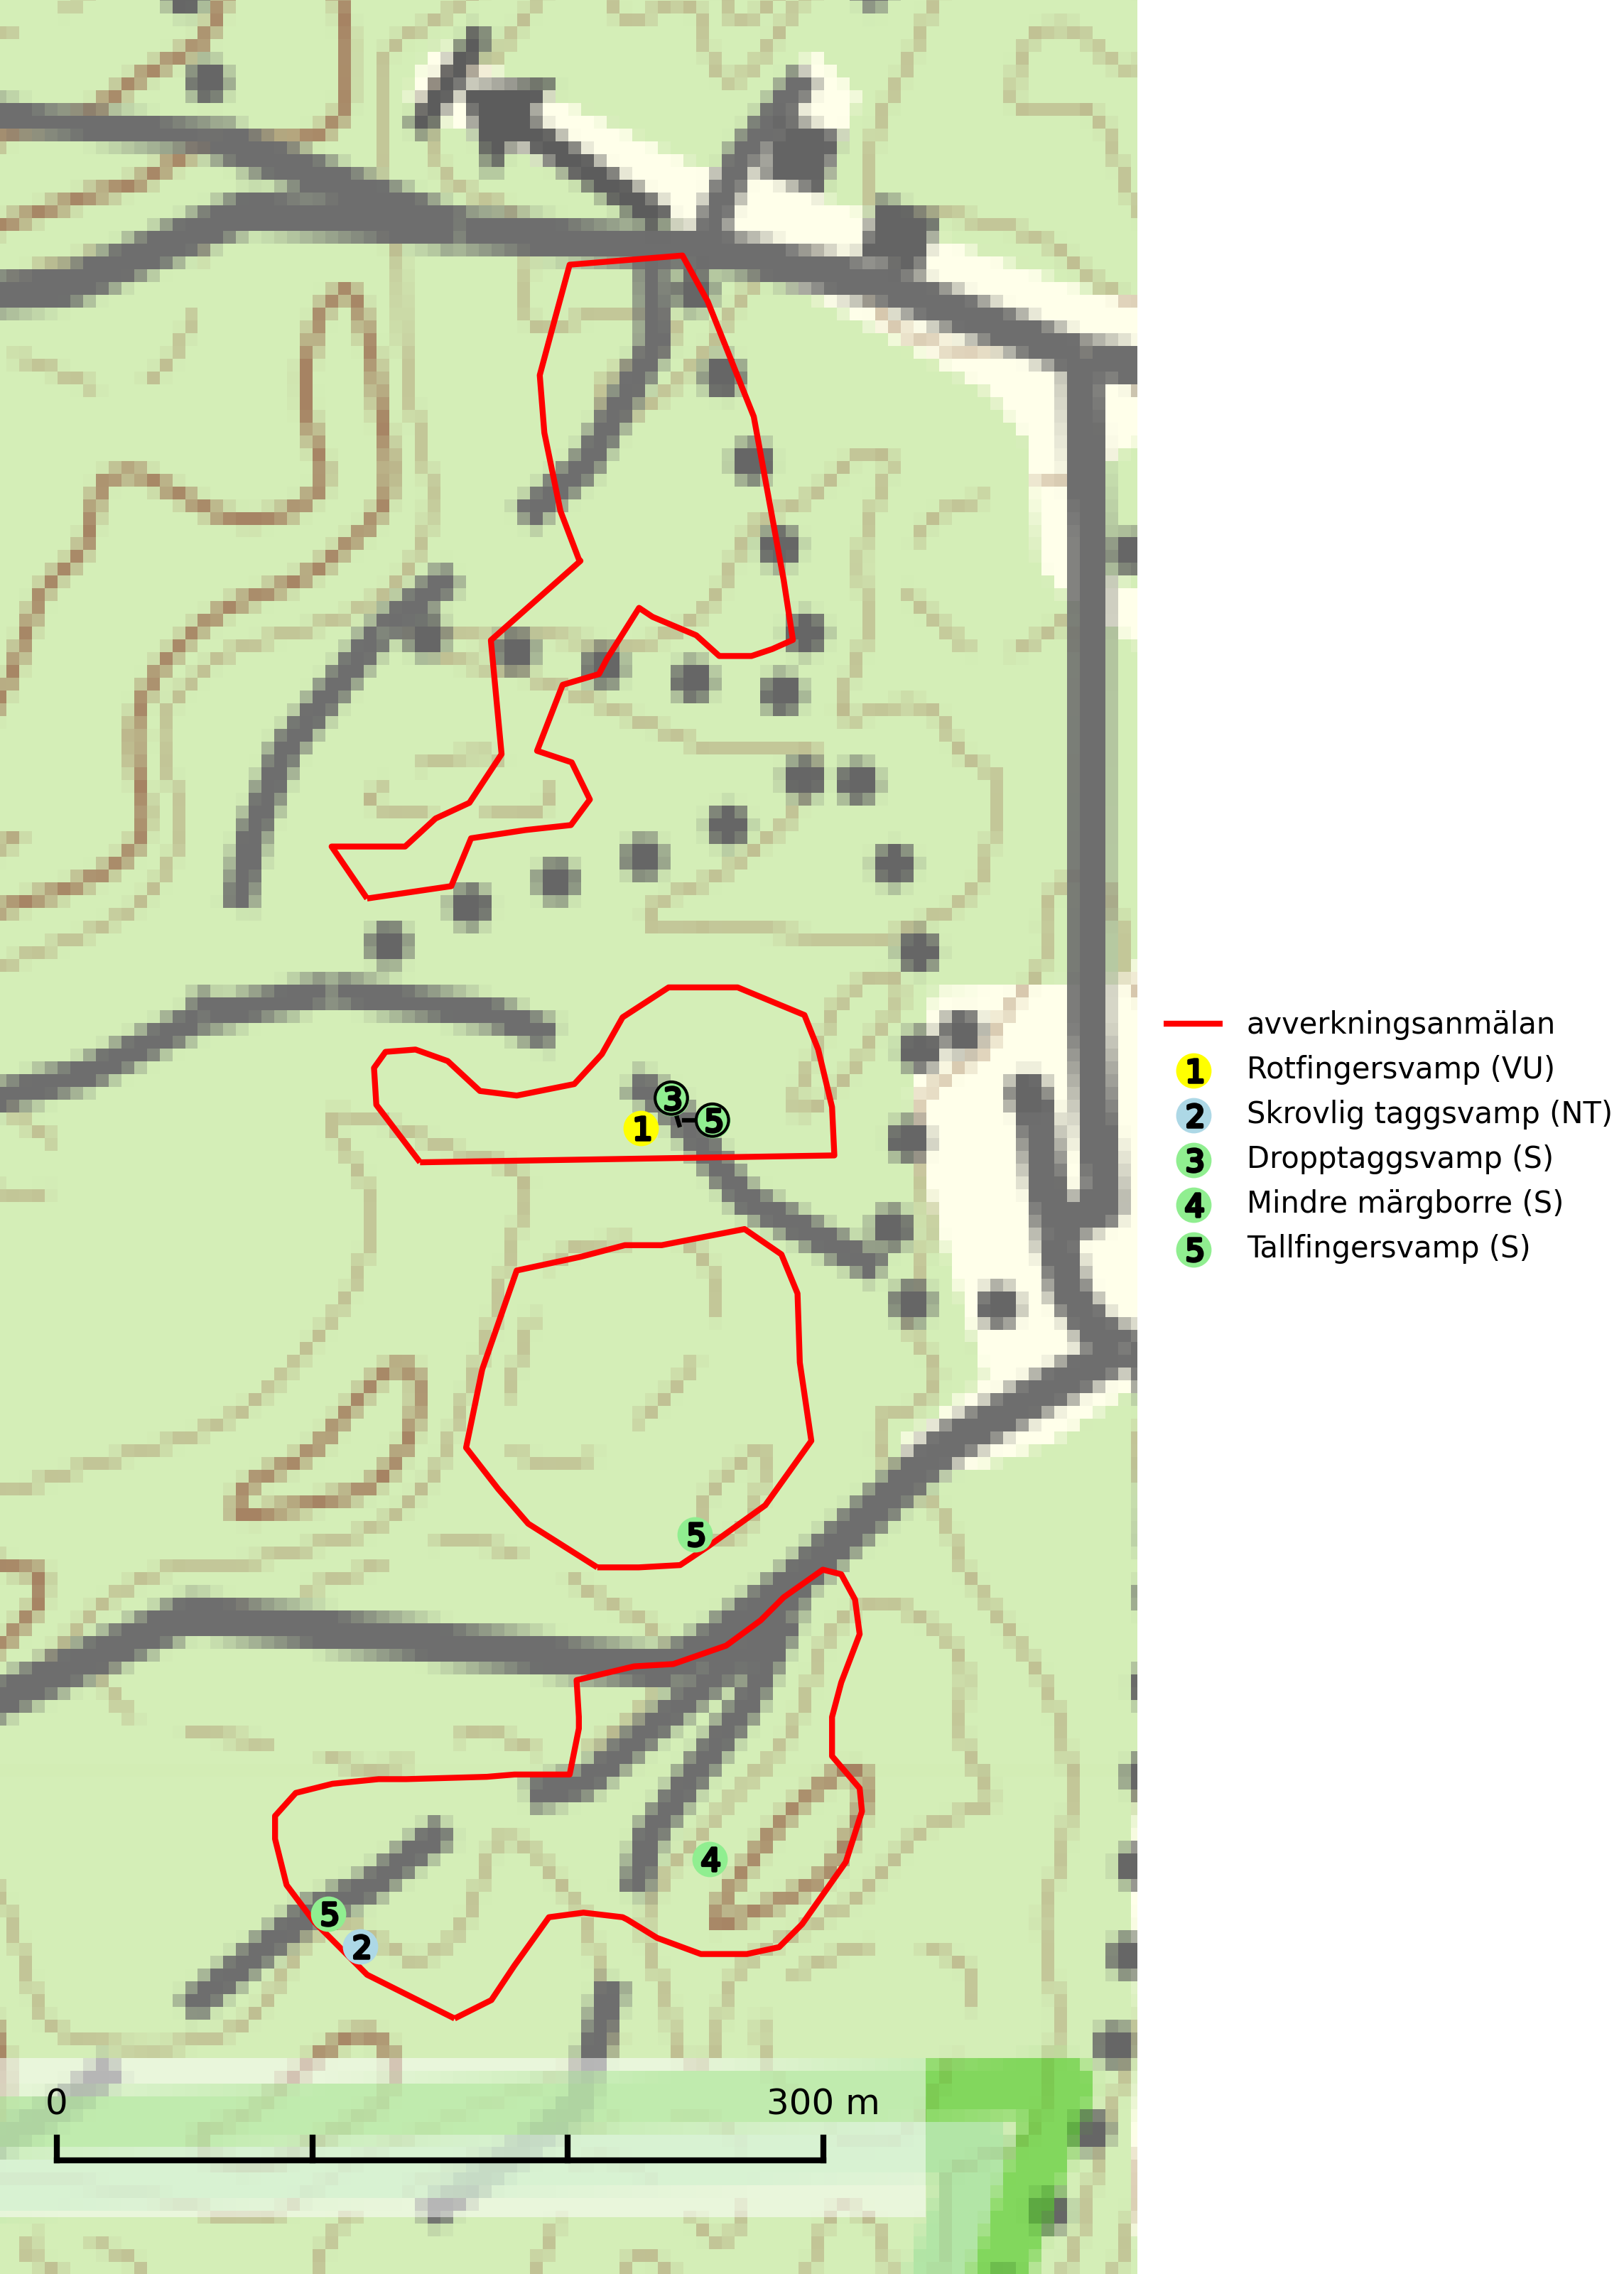 avverkningsanmälan
1 Rotfingersvamp (VU)
2 Skrovlig taggsvamp (NT)
3 Dropptaggsvamp (S)
4 Mindre märgborre (S)
5 Tallfingersvamp (S)
3
5
1
5
4
5
2
0 300 m